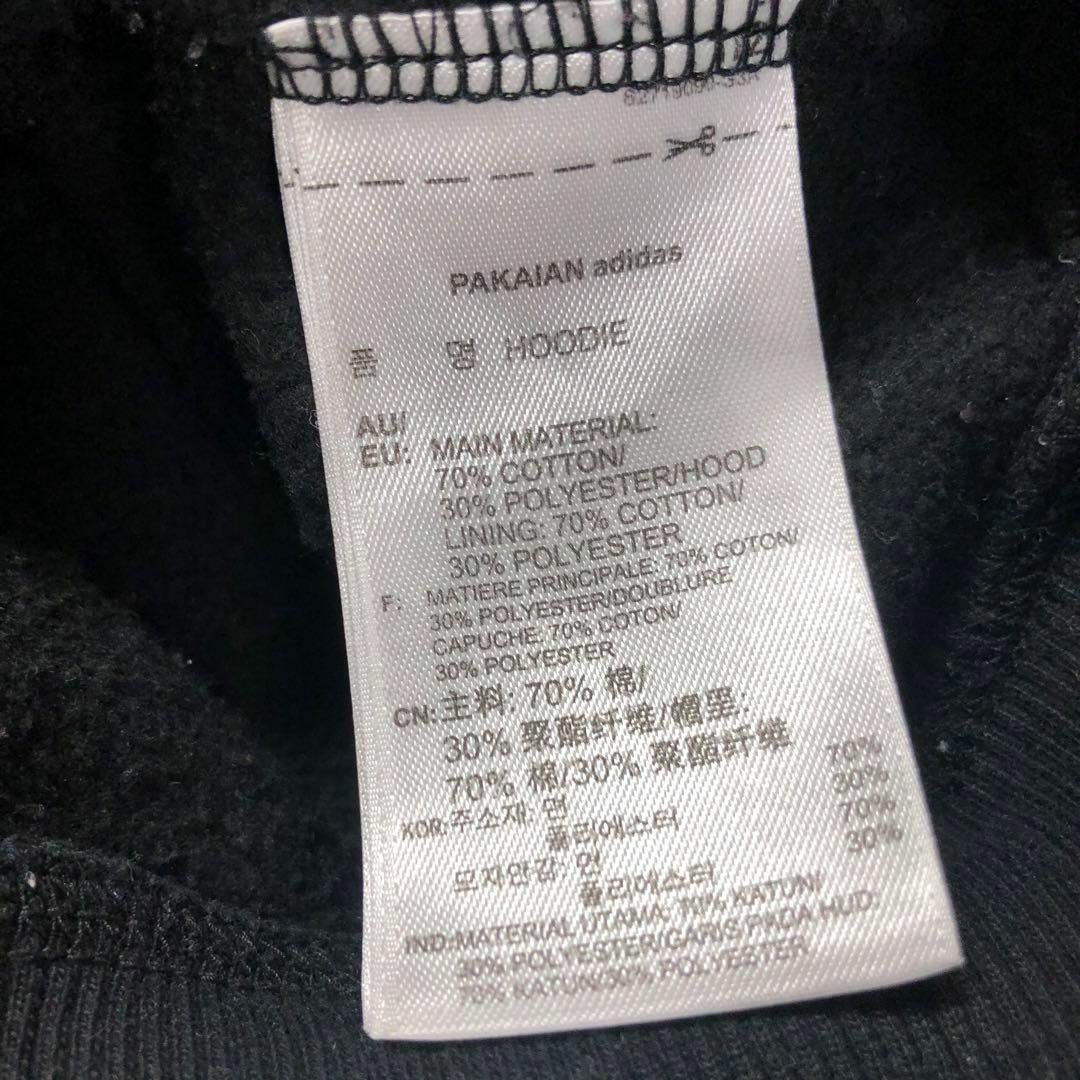 PAKAIAN adidas
품 명 HOODIE
AU/
EU: MAIN MATERIAL:
70% COTTON/
30% POLYESTER/HOOD
LINING: 70% COTTON/
30% POLYESTER
F: MATIERE PRINCIPALE: 70% COTON/
30% POLYESTER/DOUBLURE
CAPUCHE: 70% COTON/
30% POLYESTER
CN: 主料: 70% 棉/
30% 聚酯纤维/帽里:
70% 棉/30% 聚酯纤维
KOR: 주소재: 면 70%
폴리에스터 30%
모자안감: 면 70%
폴리에스터 30%
IND: MATERIAL UTAMA: 70% KATUN/
30% POLYESTER/GARIS PADA HUD:
70% KATUN/30% POLYESTER